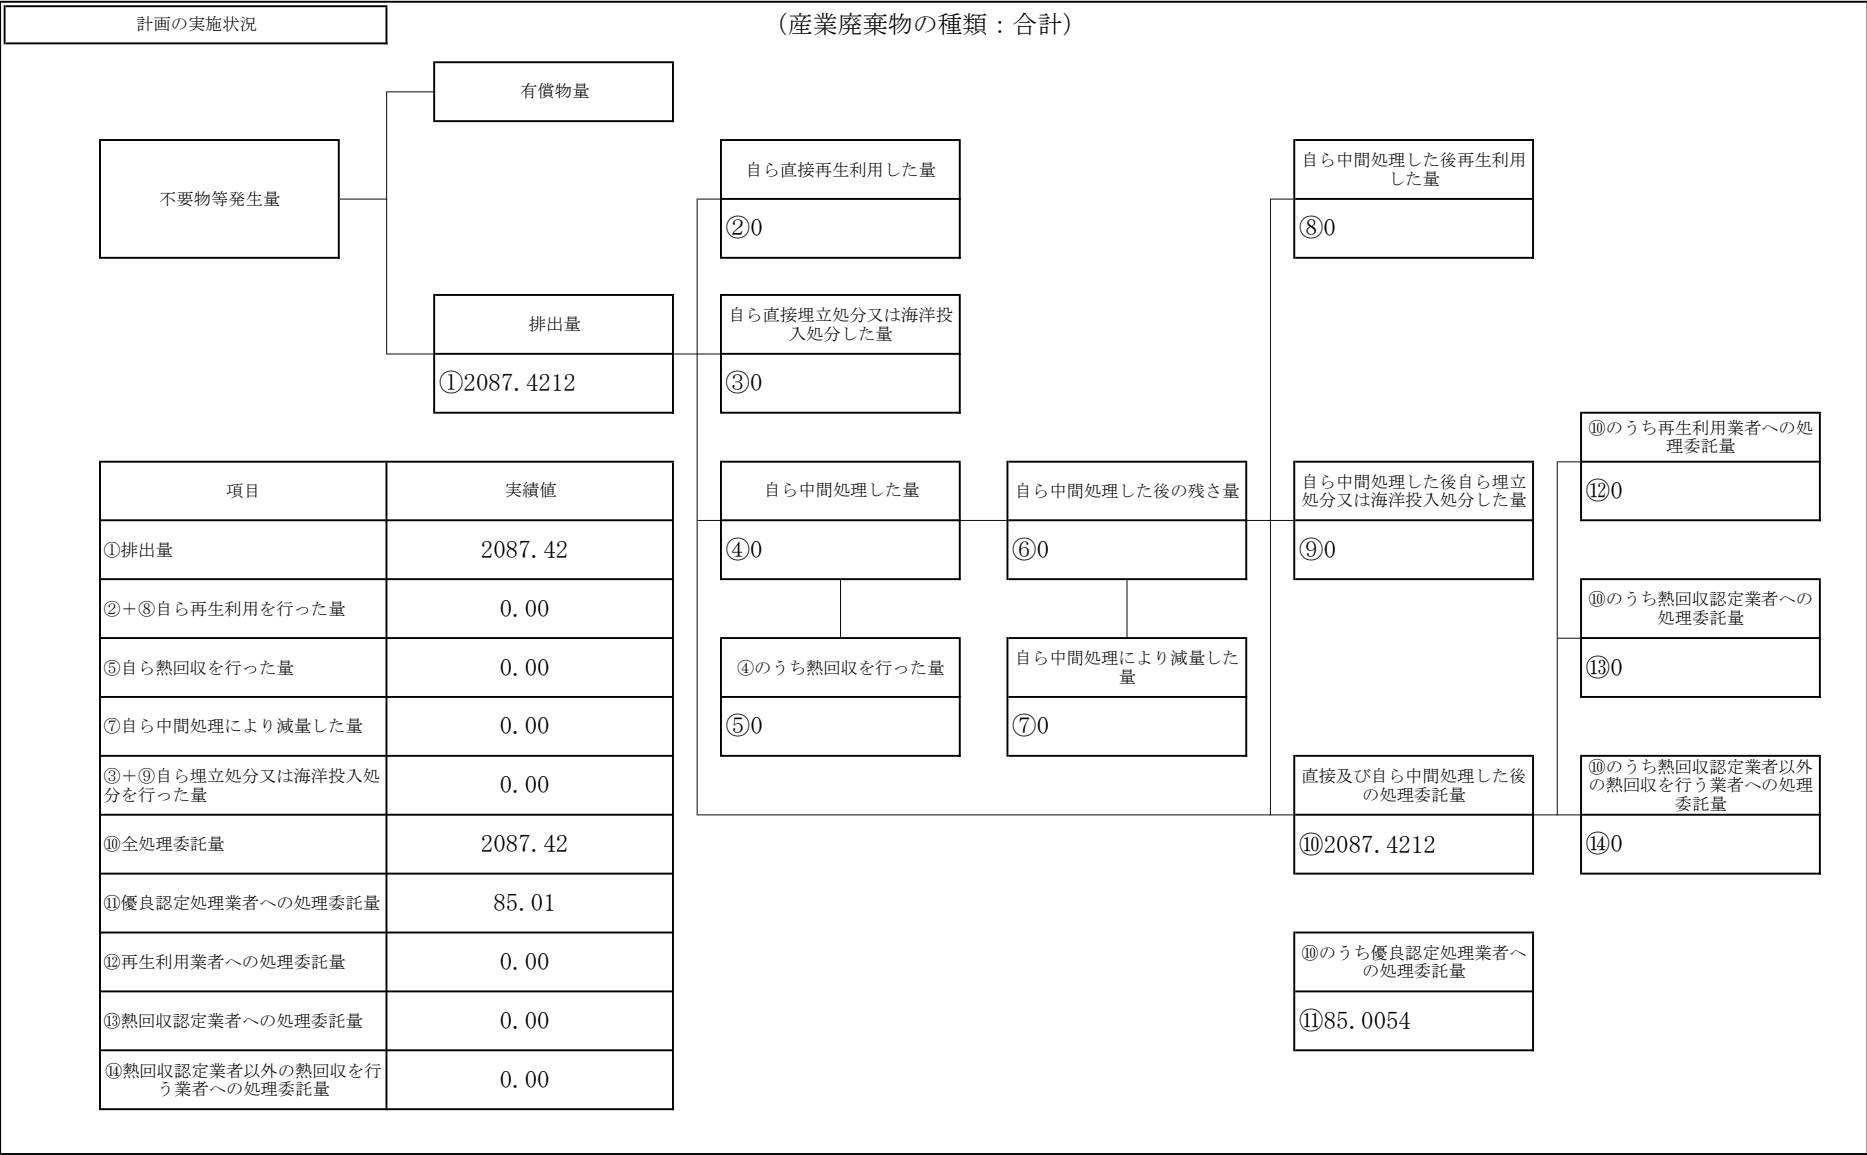 計画の実施状況
（産業廃棄物の種類：合計）
有償物量
不要物等発生量
自ら直接再生利用した量
②0
自ら中間処理した後再生利用
した量
⑧0
排出量
①2087.4212
自ら直接埋立処分又は海洋投
入処分した量
③0
⑩のうち再生利用業者への処
理委託量
⑫0
自ら中間処理した量
④0
自ら中間処理した後の残さ量
⑥0
自ら中間処理した後自ら埋立
処分又は海洋投入処分した量
⑨0
⑩のうち熱回収認定業者への
処理委託量
⑬0
④のうち熱回収を行った量
⑤0
自ら中間処理により減量した
量
⑦0
直接及び自ら中間処理した後
の処理委託量
⑩2087.4212
⑩のうち熱回収認定業者以外
の熱回収を行う業者への処理
委託量
⑭0
⑩のうち優良認定処理業者へ
の処理委託量
⑪85.0054
項目 実績値
①排出量 2087.42
②＋⑧自ら再生利用を行った量 0.00
⑤自ら熱回収を行った量 0.00
⑦自ら中間処理により減量した量 0.00
③＋⑨自ら埋立処分又は海洋投入処
分を行った量 0.00
⑩全処理委託量 2087.42
⑪優良認定処理業者への処理委託量 85.01
⑫再生利用業者への処理委託量 0.00
⑬熱回収認定業者への処理委託量 0.00
⑭熱回収認定業者以外の熱回収を行
う業者への処理委託量 0.00